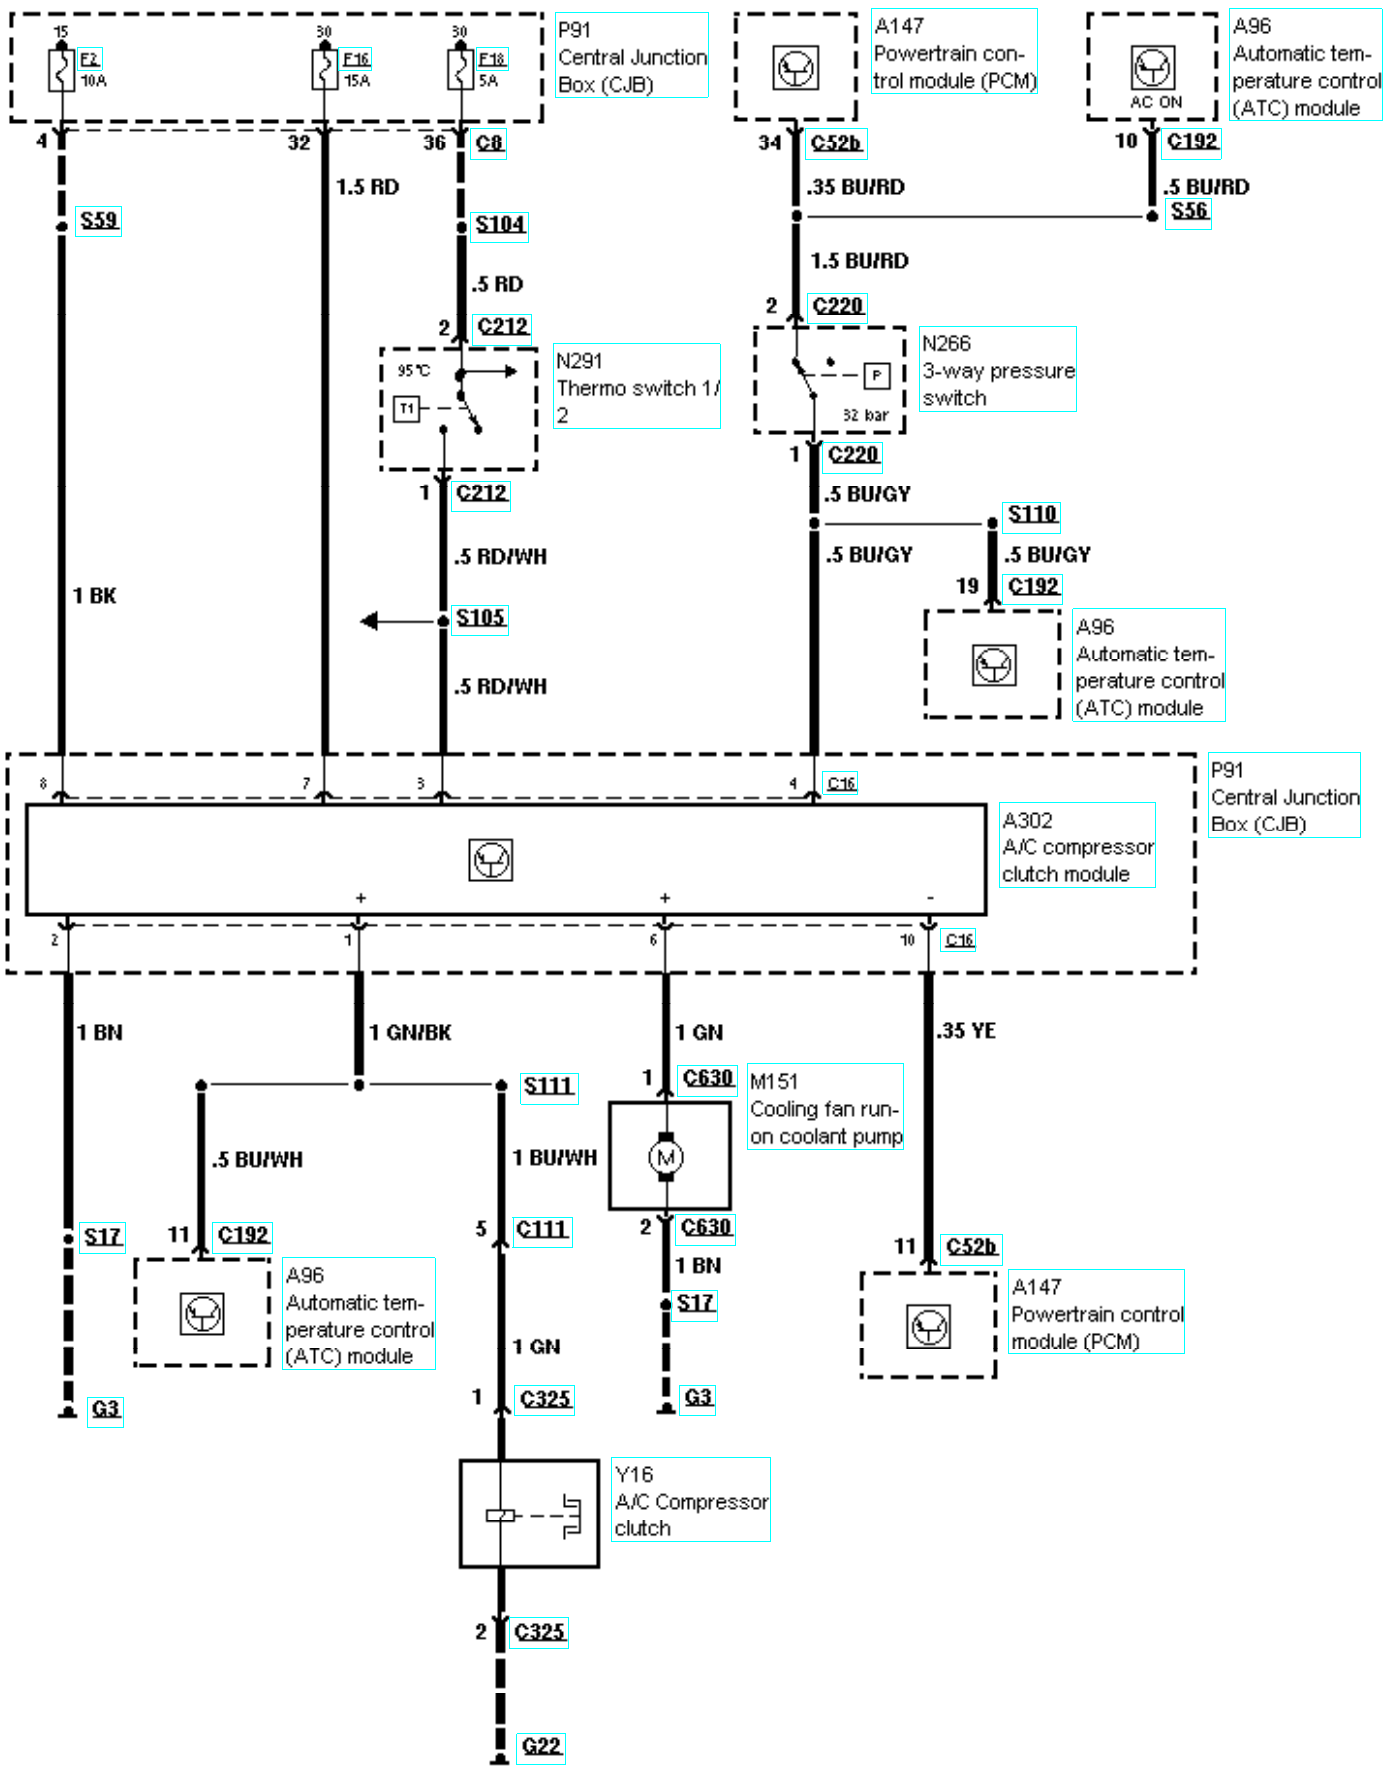 15
F2
10A
30
F16
15A
30
F18
5A
P91
Central Junction
Box (CJB)
A147
Powertrain con-
trol module (PCM)
AC ON
A96
Automatic tem-
perature control
(ATC) module
4
32
36
C8
34
C52b
10
C192
1.5 RD
.35 BU/RD
.5 BU/RD
S59
S104
S56
.5 RD
1.5 BU/RD
2
C212
2
C220
95°C
T1
N291
Thermo switch 1/
2
P
32 bar
N266
3-way pressure
switch
1
C212
1
C220
.5 BU/GY
S110
.5 RD/WH
.5 BU/GY
.5 BU/GY
1 BK
19
C192
S105
A96
Automatic tem-
perature control
(ATC) module
.5 RD/WH
8
7
3
4
C16
P91
Central Junction
Box (CJB)
A302
A/C compressor
clutch module
+
+
-
2
1
6
10
C16
1 BN
1 GN/BK
1 GN
.35 YE
S111
1
C630
M151
Cooling fan run-
on coolant pump
M
.5 BU/WH
1 BU/WH
S17
11
C192
5
C111
2
C630
11
C52b
1 BN
A96
Automatic tem-
perature control
(ATC) module
S17
A147
Powertrain control
module (PCM)
1 GN
G3
1
C325
G3
Y16
A/C Compressor
clutch
2
C325
G22